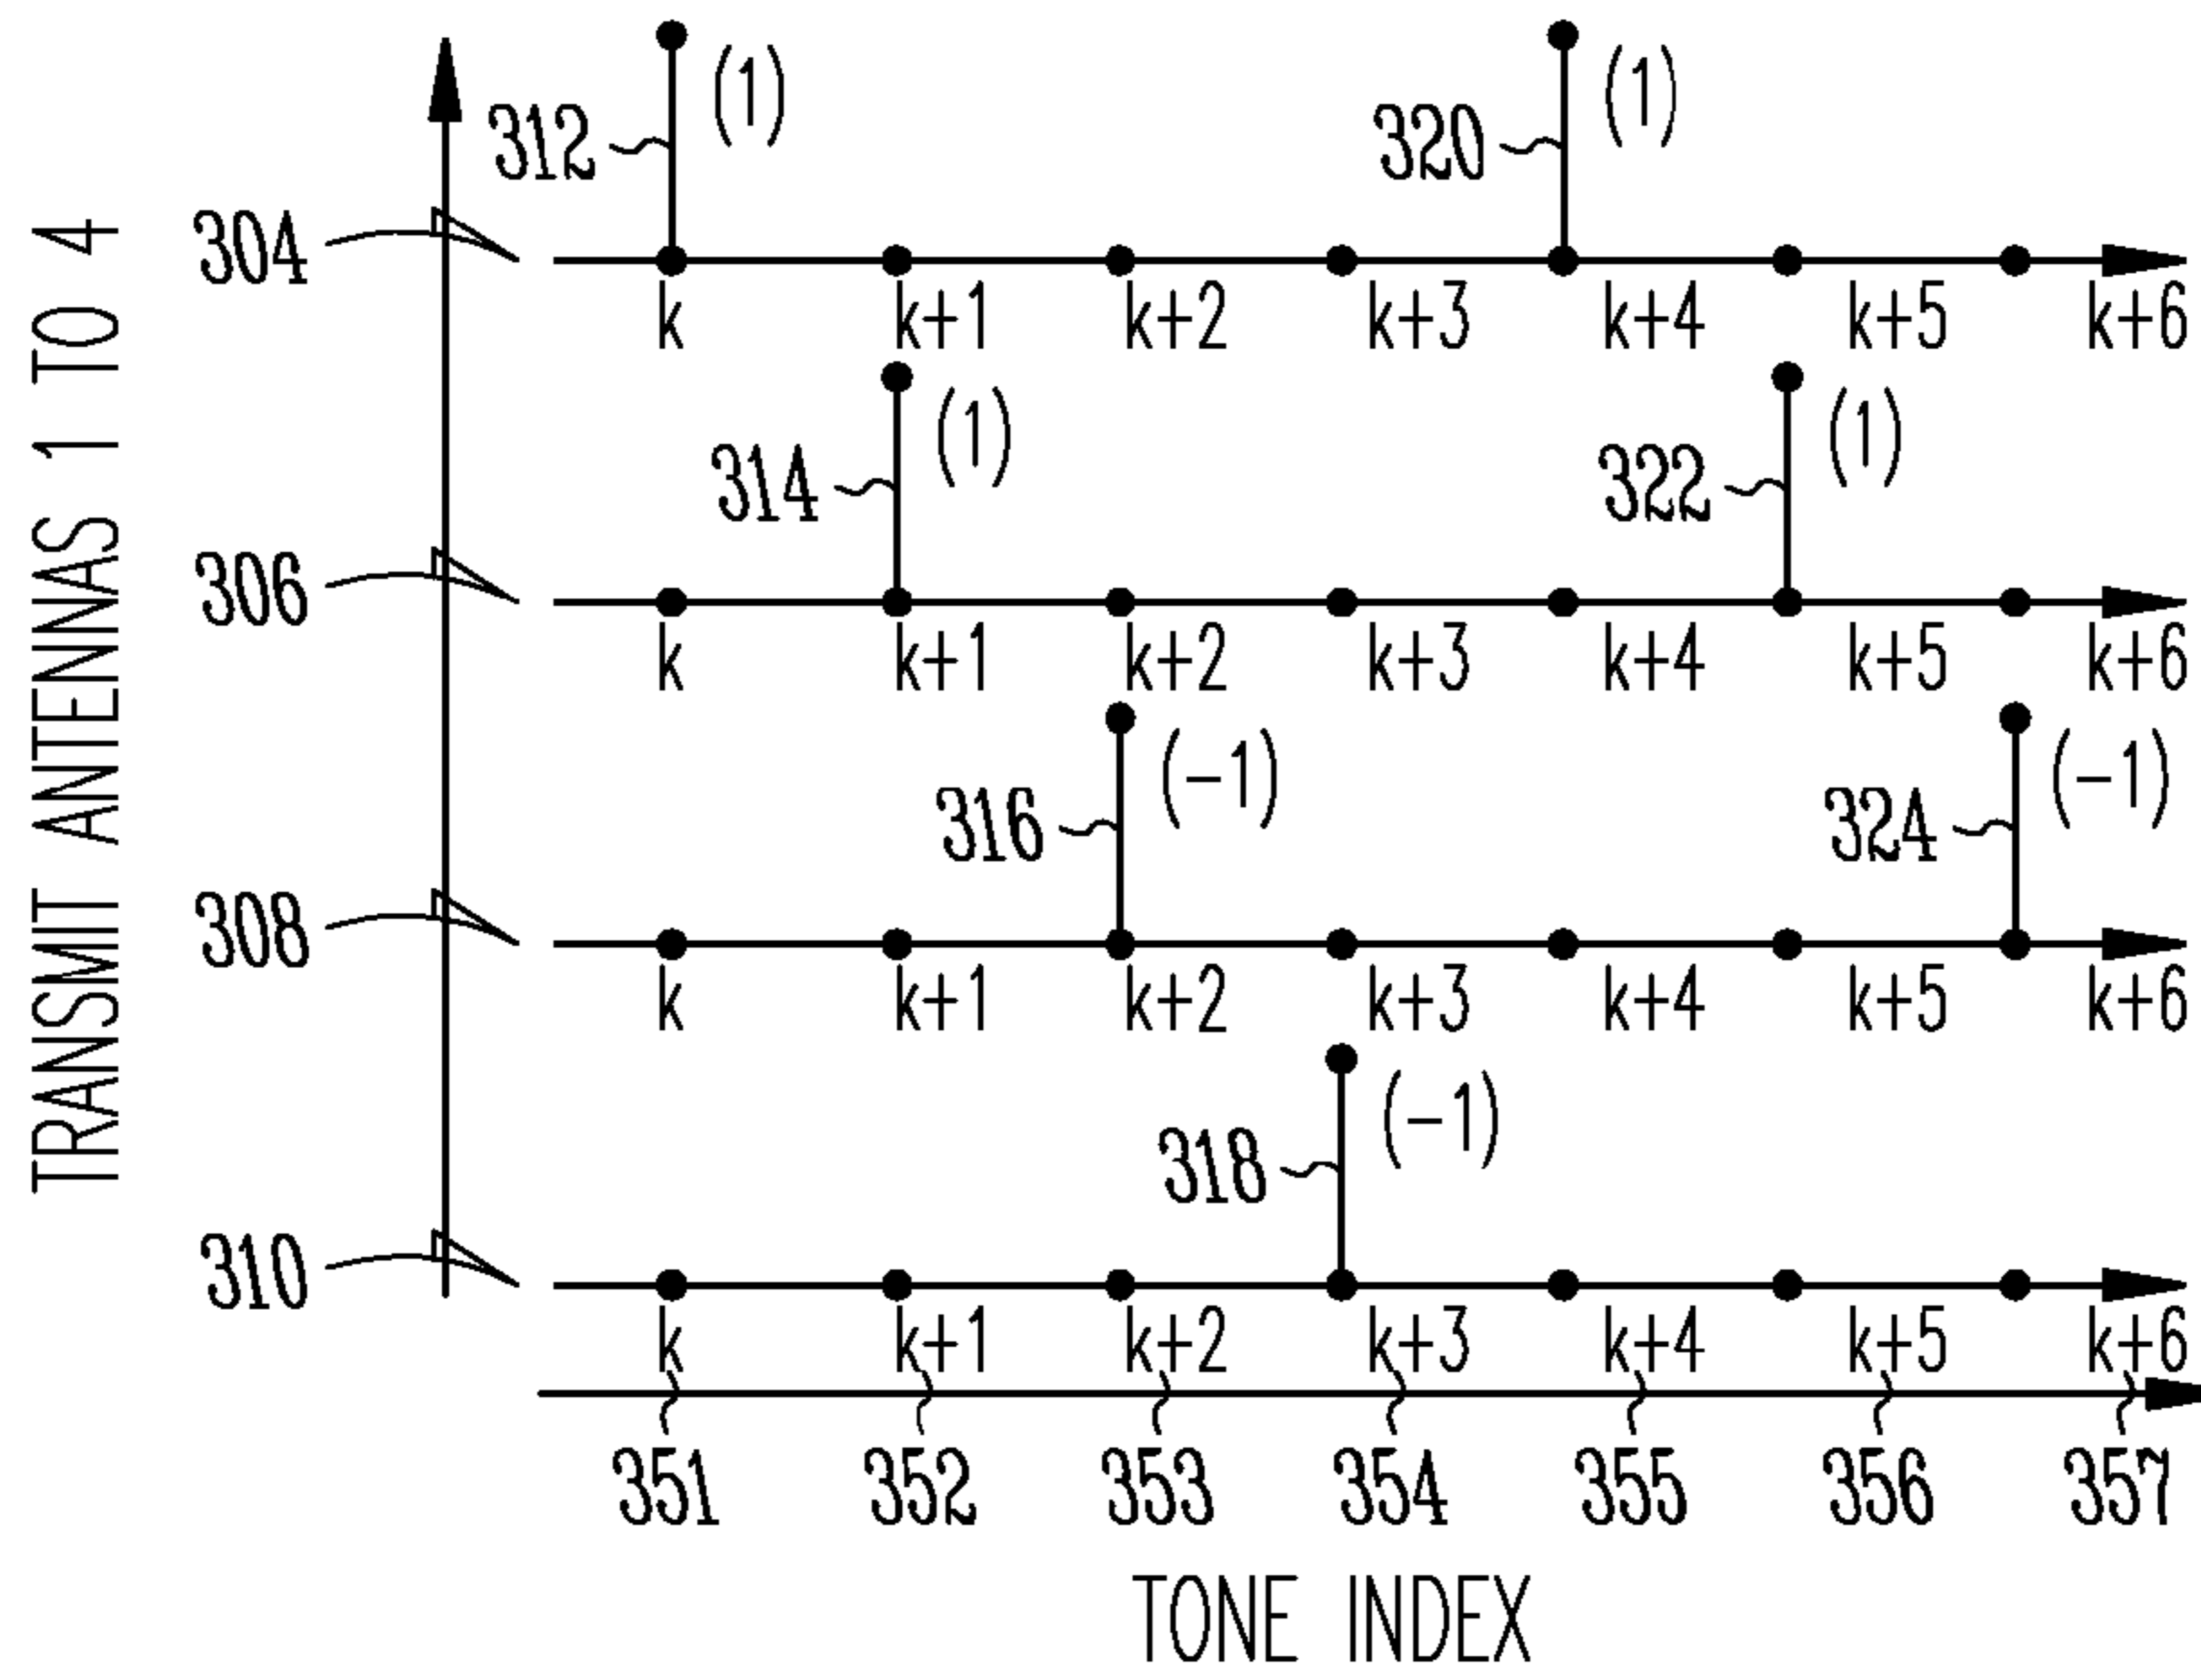 TRANSMIT ANTENNAS 1 TO 4
312 (1) 320 (1)
304
k k+1 k+2 k+3 k+4 k+5 k+6
314 (1) 322 (1)
306
k k+1 k+2 k+3 k+4 k+5 k+6
316 (-1) 324 (-1)
308
k k+1 k+2 k+3 k+4 k+5 k+6
318 (-1)
310
k k+1 k+2 k+3 k+4 k+5 k+6
351 352 353 354 355 356 357
TONE INDEX